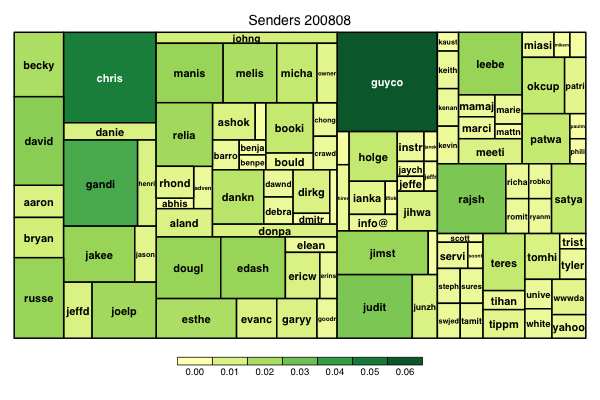 Senders 200808
becky
david
aaron
bryan
russe
chris
danie
gandi
henri
jakee
jason
jeffd
joelp
johng
manis
melis
micha
owner
relia
ashok
booki
chong
barro
benja
benpe
bould
crawd
rhond
adven
abhis
aland
dankn
dawnd
debra
dirkg
dmitr
donpa
dougl
edash
elean
ericw
erins
esthe
evanc
garyy
goodr
guyco
holge
instr
jaych
jeffe
jeffr
ianka
info@
jihwa
jimst
judit
junzh
kaust
keith
kenan
kevin
leebe
mamaj
marie
marci
mattn
meeti
miasi
okcup
patri
patwa
phili
rajsh
richa
robko
romit
ryanm
satya
scott
servi
soont
steph
sures
swjed
tamit
teres
tihan
tippm
tomhi
trist
tyler
unive
wwwda
white
yahoo
0.00 0.01 0.02 0.03 0.04 0.05 0.06